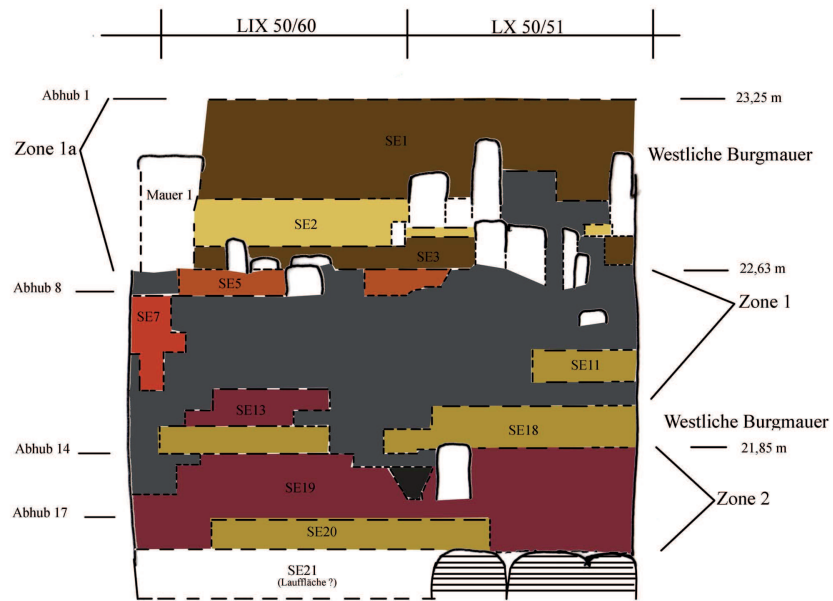 LIX 50/60 LX 50/51
Abhub 1
23,25 m
Zone 1a
SE1
Westliche Burgmauer
Mauer 1
SE2
SE3
22,63 m
Abhub 8
SE5
Zone 1
SE7
SE11
SE13
Westliche Burgmauer
SE18
Abhub 14
21,85 m
SE19
Zone 2
Abhub 17
SE20
SE21
(Lauffläche ?)